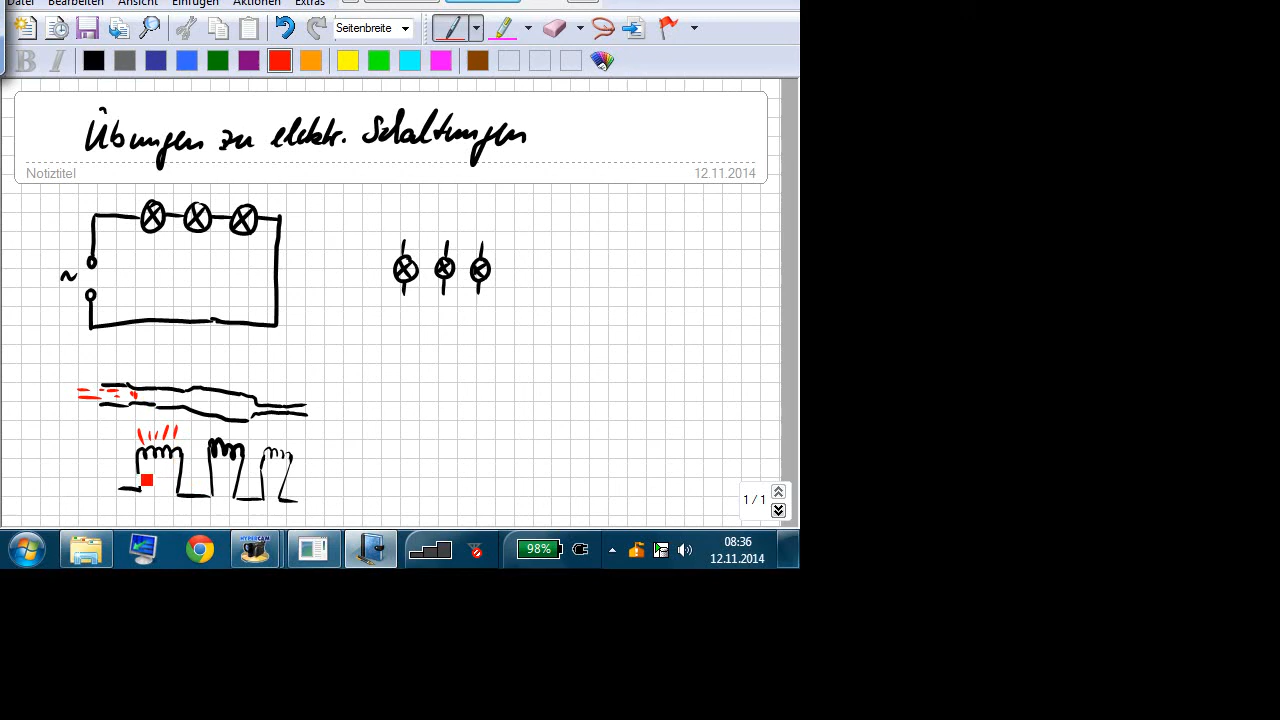 Datei Bearbeiten Ansicht Einfügen Aktionen Extras
Seitenbreite
B I
Übungen zu elektr. Schaltungen
Notiztitel 12.11.2014
~
1 / 1
HYPERCAM
98%
08:36
12.11.2014